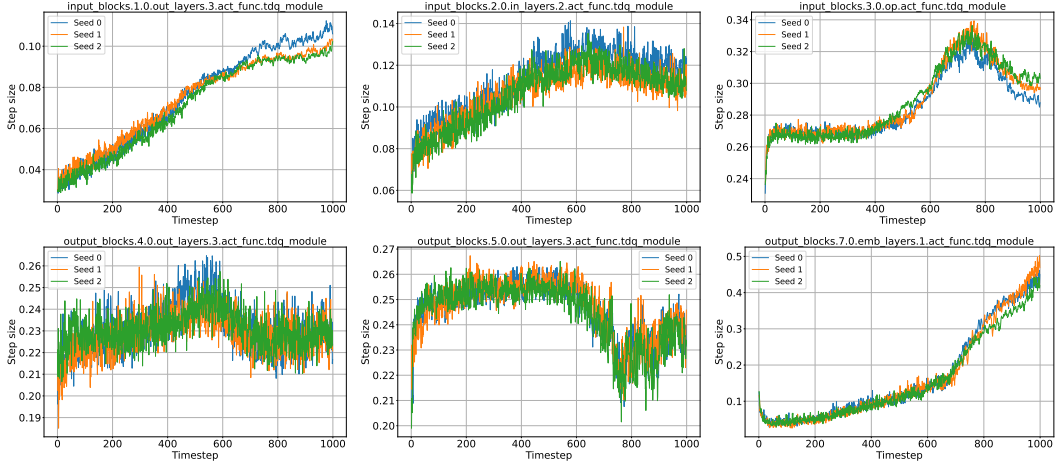 input_blocks.1.0.out_layers.3.act_func.tdq_module
Step size
0.10
0.08
0.06
0.04
Seed 0
Seed 1
Seed 2
0 200 400 600 800 1000
Timestep
input_blocks.2.0.in_layers.2.act_func.tdq_module
Step size
0.14
0.12
0.10
0.08
0.06
Seed 0
Seed 1
Seed 2
0 200 400 600 800 1000
Timestep
input_blocks.3.0.op.act_func.tdq_module
Step size
0.34
0.32
0.30
0.28
0.26
0.24
Seed 0
Seed 1
Seed 2
0 200 400 600 800 1000
Timestep
output_blocks.4.0.out_layers.3.act_func.tdq_module
Step size
0.26
0.25
0.24
0.23
0.22
0.21
0.20
0.19
Seed 0
Seed 1
Seed 2
0 200 400 600 800 1000
Timestep
output_blocks.5.0.out_layers.3.act_func.tdq_module
Step size
0.27
0.26
0.25
0.24
0.23
0.22
0.21
0.20
Seed 0
Seed 1
Seed 2
0 200 400 600 800 1000
Timestep
output_blocks.7.0.emb_layers.1.act_func.tdq_module
Step size
0.5
0.4
0.3
0.2
0.1
Seed 0
Seed 1
Seed 2
0 200 400 600 800 1000
Timestep